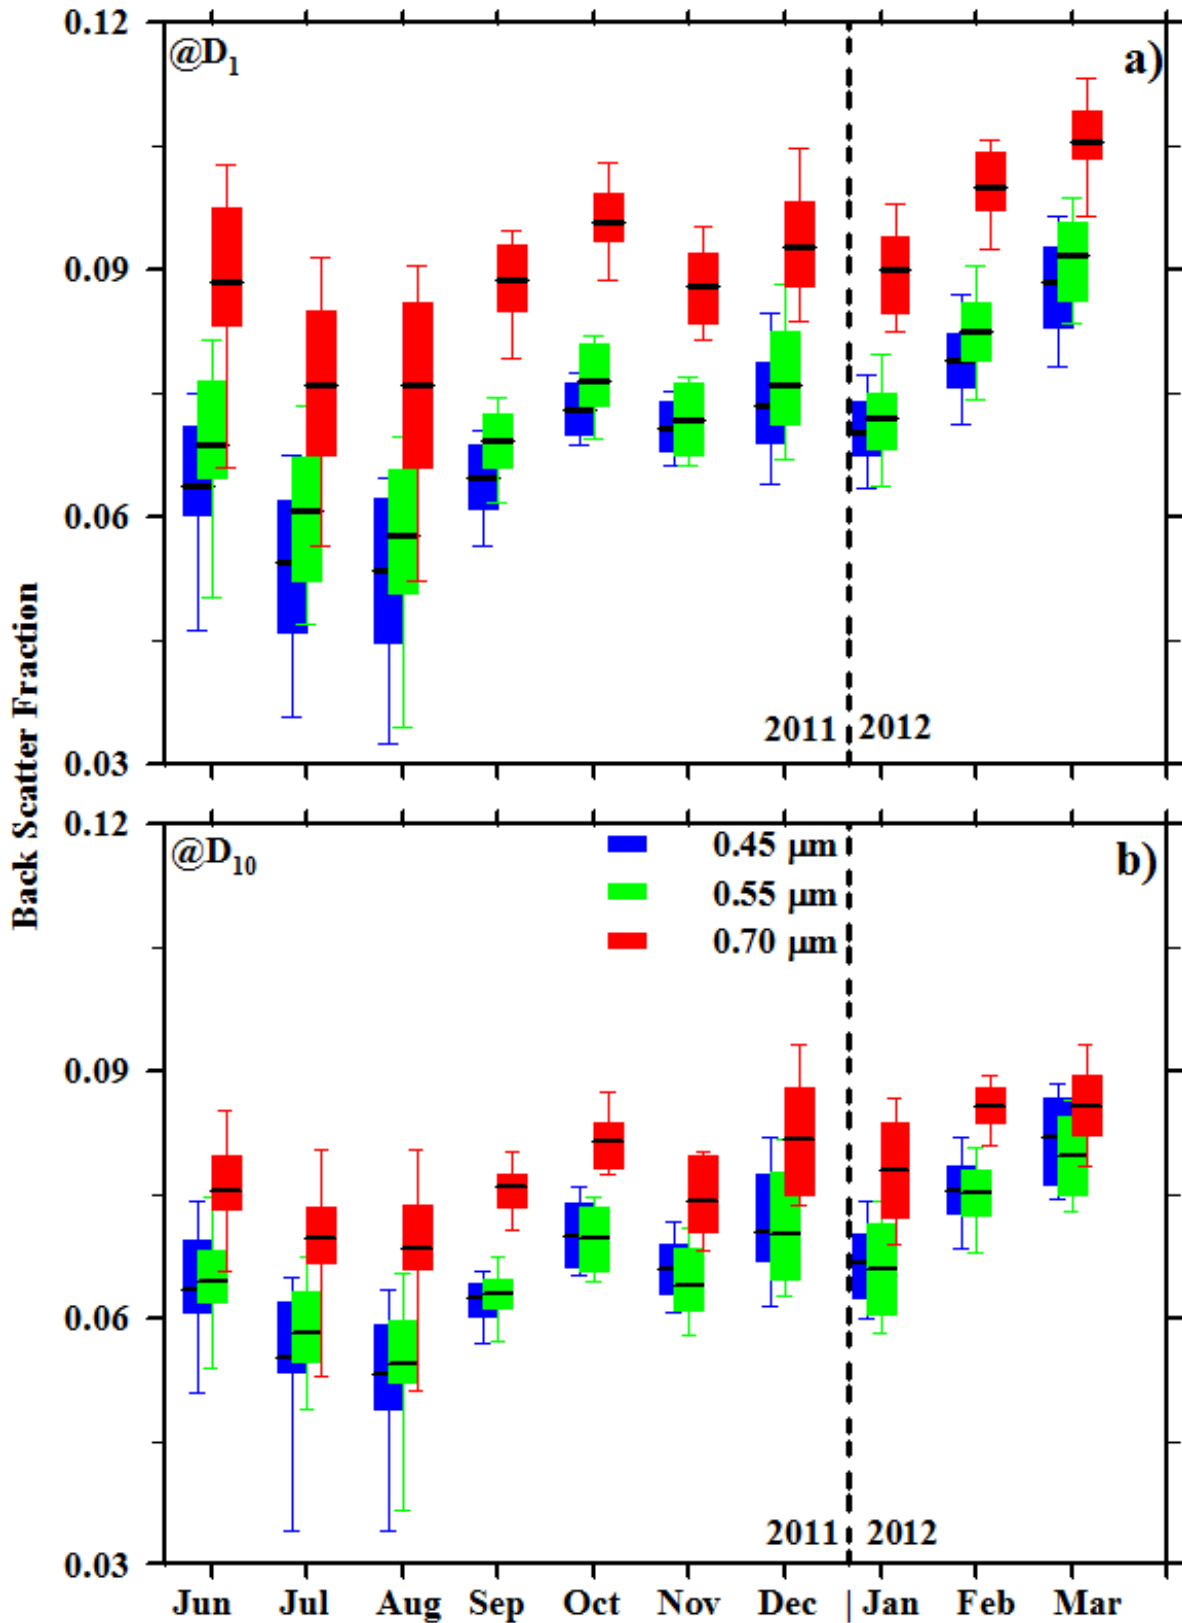 Back Scatter Fraction
0.12
0.09
0.06
0.03
@D1
a)
2011 2012
0.12
0.09
0.06
0.03
@D10
b)
0.45 μm
0.55 μm
0.70 μm
2011 2012
Jun Jul Aug Sep Oct Nov Dec | Jan Feb Mar